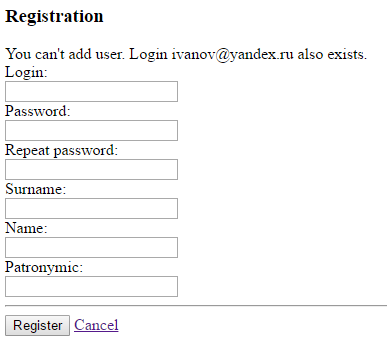 Registration
You can't add user. Login ivanov@yandex.ru also exists.
Login:
Password:
Repeat password:
Surname:
Name:
Patronymic:
Register Cancel